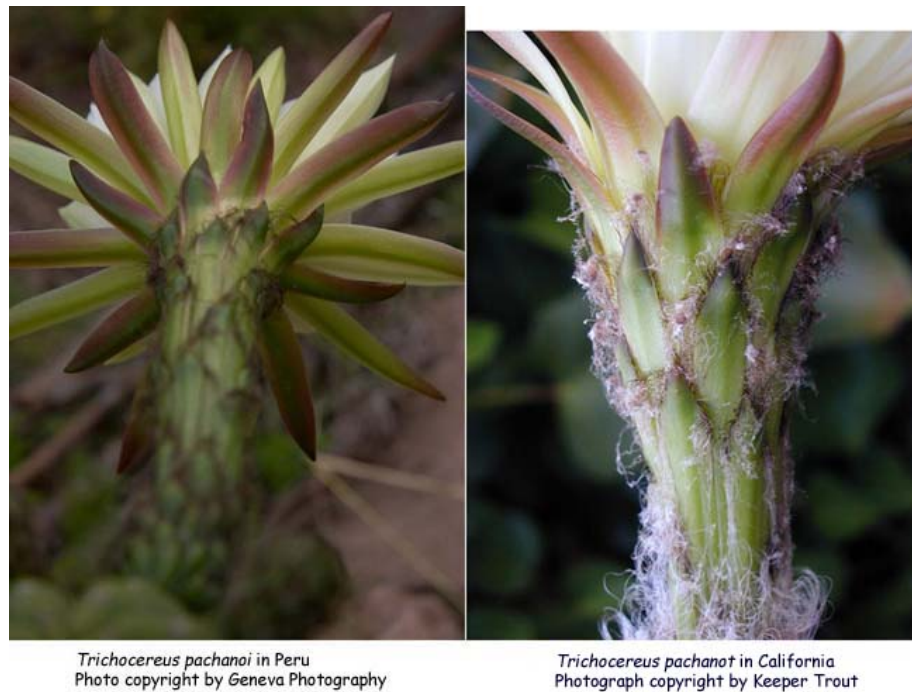 Trichocereus pachanoi in Peru
Photo copyright by Geneva Photography
Trichocereus pachanot in California
Photograph copyright by Keeper Trout